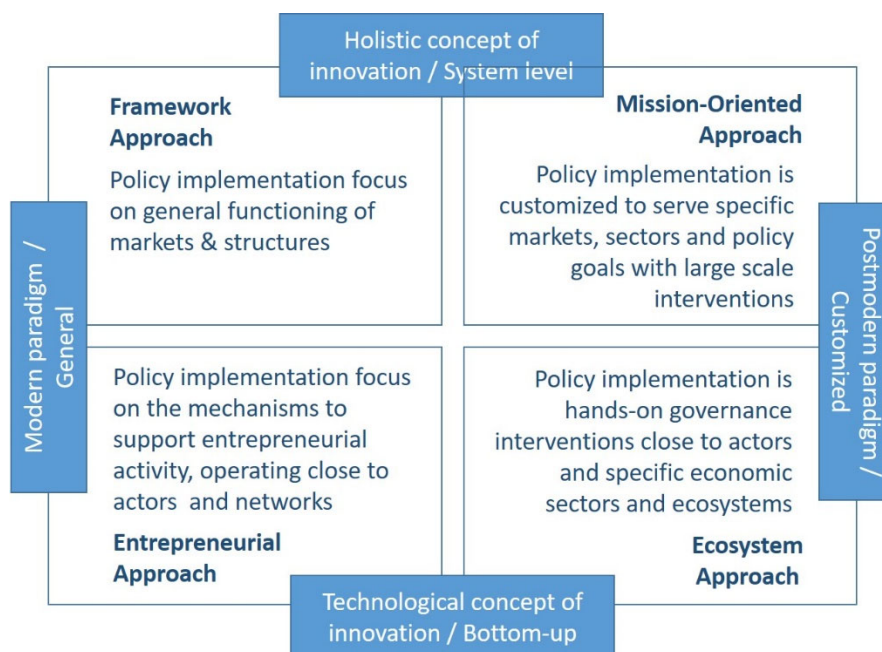 Holistic concept of
innovation / System level
Framework
Approach
Policy implementation focus
on general functioning of
markets & structures
Mission-Oriented
Approach
Policy implementation is
customized to serve specific
markets, sectors and policy
goals with large scale
interventions
Modern paradigm /
General
Postmodern paradigm /
Customized
Policy implementation focus
on the mechanisms to
support entrepreneurial
activity, operating close to
actors and networks
Entrepreneurial
Approach
Policy implementation is
hands-on governance
interventions close to actors
and specific economic
sectors and ecosystems
Ecosystem
Approach
Technological concept of
innovation / Bottom-up